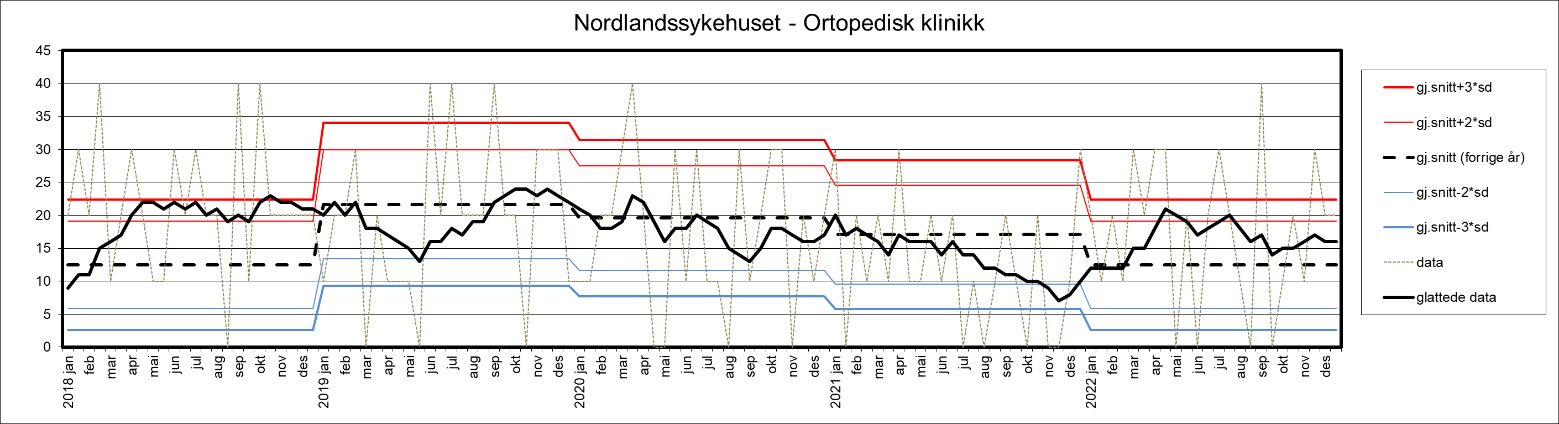 Nordlandssykehuset - Ortopedisk klinikk
45
40
35
30
25
20
15
10
5
0
2018 jan feb mar apr mai jun jul aug sep okt nov des 2019 jan feb mar apr mai jun jul aug sep okt nov des 2020 jan feb mar apr mai jun jul aug sep okt nov des 2021 jan feb mar apr mai jun jul aug sep okt nov des 2022 jan feb mar apr mai jun jul aug sep okt nov des
gj.snitt+3*sd
gj.snitt+2*sd
gj.snitt (forrige år)
gj.snitt-2*sd
gj.snitt-3*sd
data
glattede data